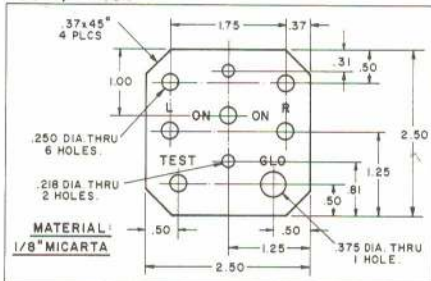 .37x45°
4 PLCS
1.75
.37
.31
.50
1.00
L
ON
ON
R
.250 DIA. THRU
6 HOLES.
2.50
1.25
TEST
GLO
.218 DIA. THRU
2 HOLES.
.81
.50
MATERIAL:
1/8" MICARTA
.50
.50
1.25
.375 DIA. THRU
1 HOLE.
2.50